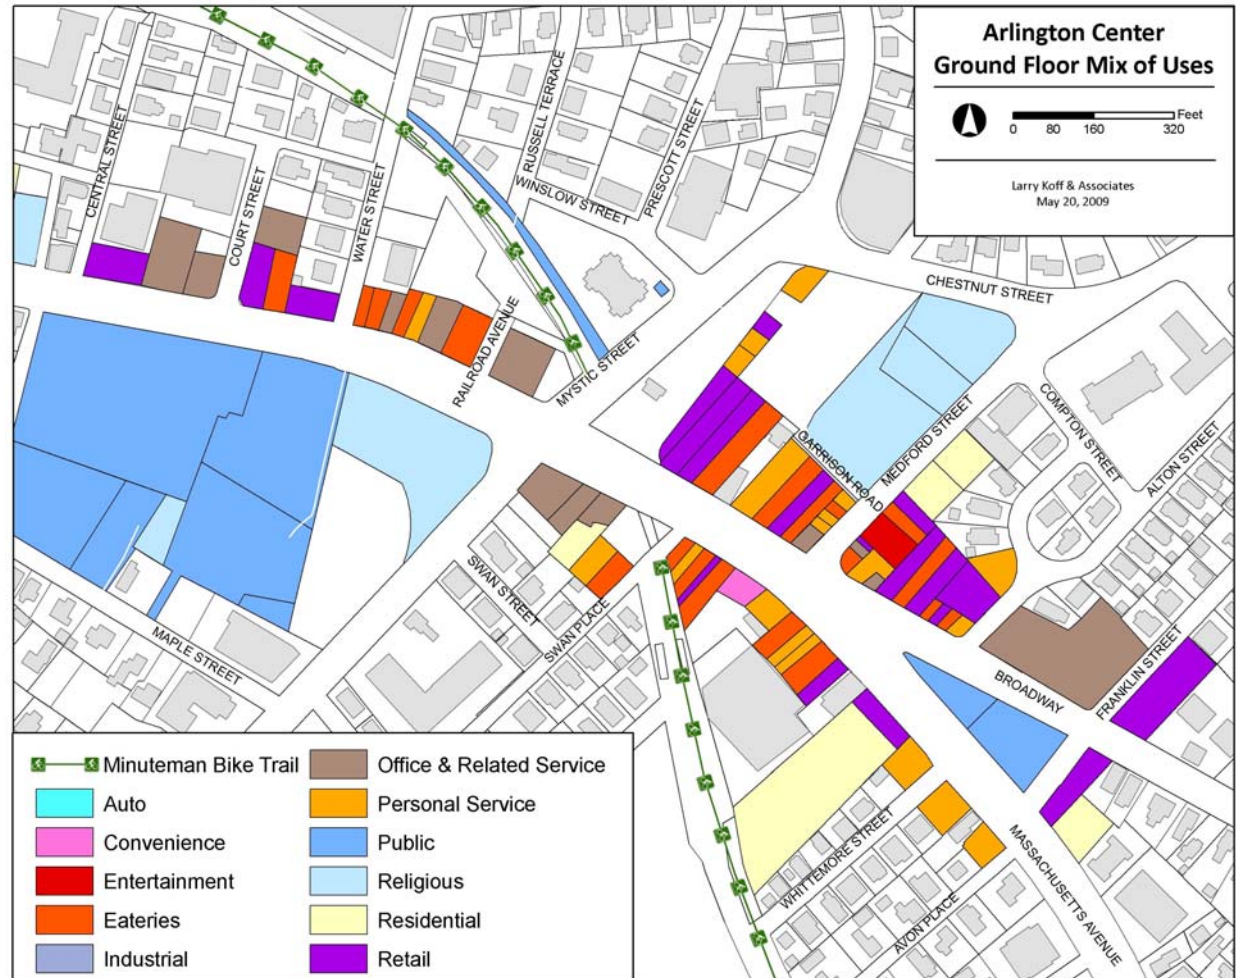 Arlington Center
Ground Floor Mix of Uses
Feet
0 80 160 320
Larry Koff & Associates
May 20, 2009
CENTRAL STREET
COURT STREET
WATER STREET
RUSSELL TERRACE
WINSLOW STREET
PRESCOTT STREET
RAILROAD AVENUE
MYSTIC STREET
CHESTNUT STREET
GARRISON ROAD
MEDFORD STREET
COMPTON STREET
ALTON STREET
SWAN STREET
SWAN PLACE
MAPLE STREET
BROADWAY
FRANKLIN STREET
WHITTEMORE STREET
AVON PLACE
MASSACHUSETTS AVENUE
Minuteman Bike Trail
Auto
Convenience
Entertainment
Eateries
Industrial
Office & Related Service
Personal Service
Public
Religious
Residential
Retail